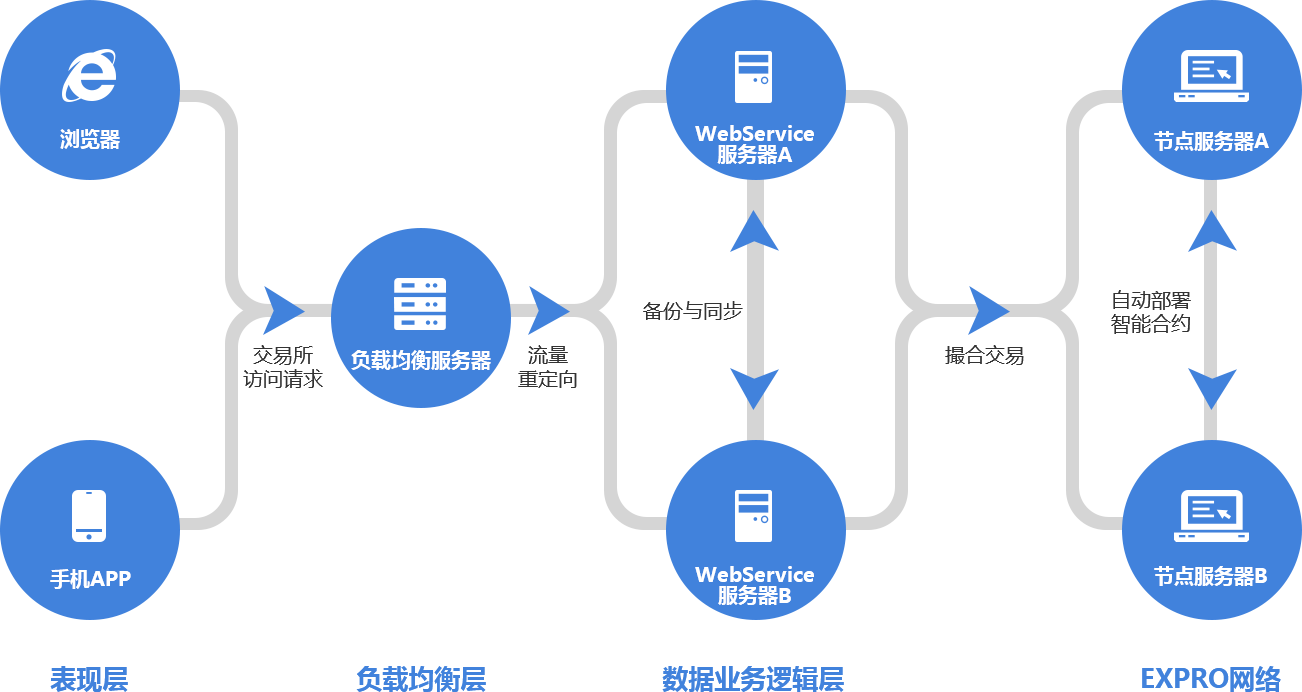 浏览器
手机APP
交易所
访问请求
负载均衡服务器
流量
重定向
WebService
服务器A
备份与同步
WebService
服务器B
撮合交易
节点服务器A
自动部署
智能合约
节点服务器B
表现层
负载均衡层
数据业务逻辑层
EXPRO网络